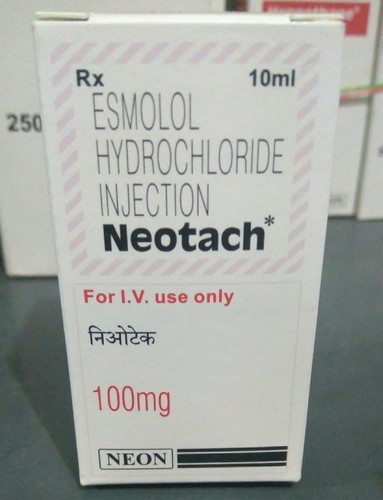 Rx 10ml
ESMOLOL
HYDROCHLORIDE
INJECTION
Neotach*
For I.V. use only
निओटेक
100mg
NEON
250